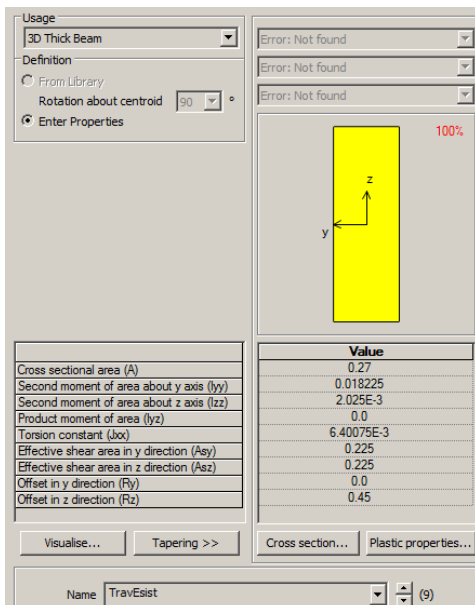 Usage
3D Thick Beam
Definition
From Library
Rotation about centroid 90 °
Enter Properties
Error: Not found
Error: Not found
Error: Not found
100%
z
y
Value
Cross sectional area (A) 0.27
Second moment of area about y axis (Iyy) 0.018225
Second moment of area about z axis (Izz) 2.025E-3
Product moment of area (Iyz) 0.0
Torsion constant (Jxx) 6.40075E-3
Effective shear area in y direction (Asy) 0.225
Effective shear area in z direction (Asz) 0.225
Offset in y direction (Ry) 0.0
Offset in z direction (Rz) 0.45
Visualise... Tapering >> Cross section... Plastic properties...
Name TravEsist (9)